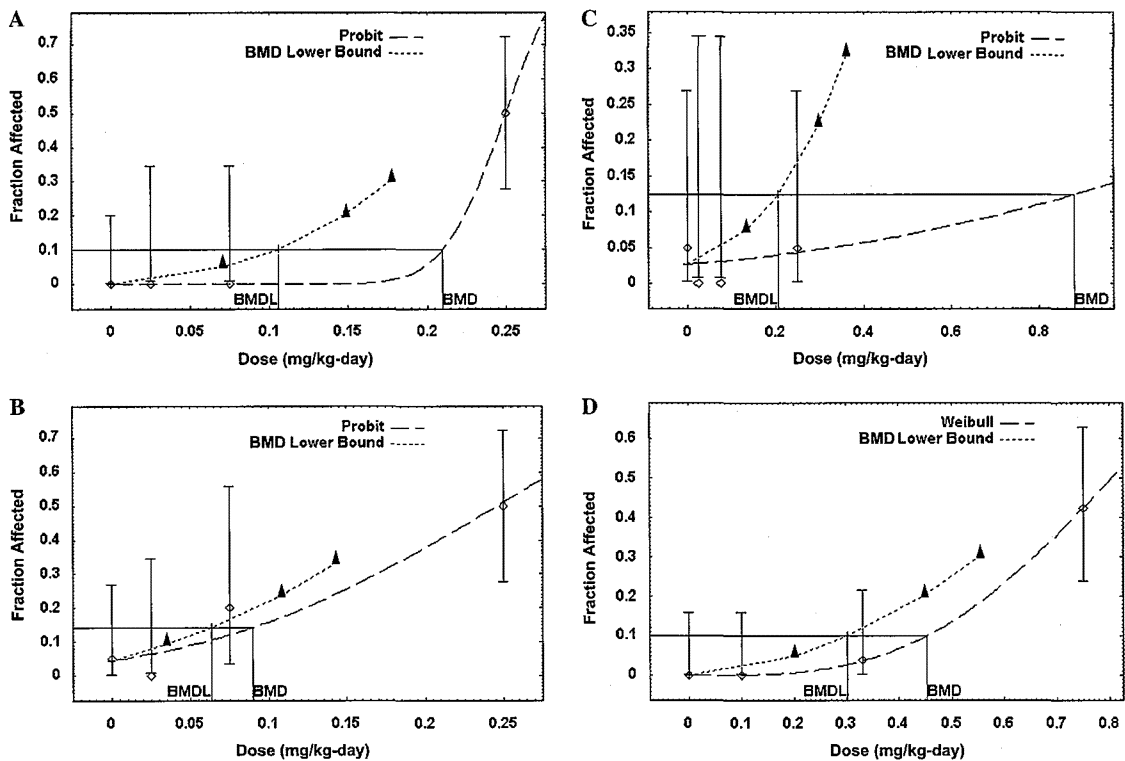 A
Probit
BMD Lower Bound
Fraction Affected
0.7
0.6
0.5
0.4
0.3
0.2
0.1
0
BMDL
BMD
0
0.05
0.1
0.15
0.2
0.25
Dose (mg/kg-day)
C
Probit
BMD Lower Bound
Fraction Affected
0.35
0.3
0.25
0.2
0.15
0.1
0.05
0
BMDL
BMD
0
0.2
0.4
0.6
0.8
Dose (mg/kg-day)
B
Probit
BMD Lower Bound
Fraction Affected
0.7
0.6
0.5
0.4
0.3
0.2
0.1
0
BMDL
BMD
0
0.05
0.1
0.15
0.2
0.25
Dose (mg/kg-day)
D
Weibull
BMD Lower Bound
Fraction Affected
0.6
0.5
0.4
0.3
0.2
0.1
0
BMDL
BMD
0
0.1
0.2
0.3
0.4
0.5
0.6
0.7
0.8
Dose (mg/kg-day)